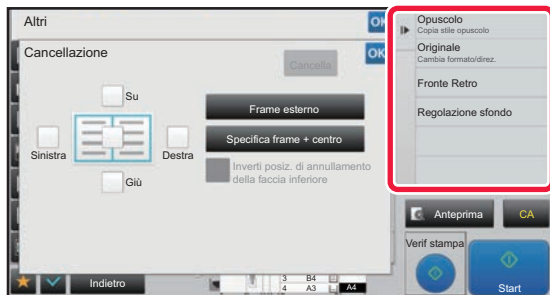 Altri
OK
Cancellazione
OK
Cancella
Su
Sinistra
Destra
Giù
Frame esterno
Specifica frame + centro
Inverti posiz. di annullamento
della faccia inferiore
Opuscolo
Copia stile opuscolo
Originale
Cambia formato/direz.
Fronte Retro
Regolazione sfondo
Anteprima
CA
Verif stampa
Start
Indietro
3 B4
4 A3
A4